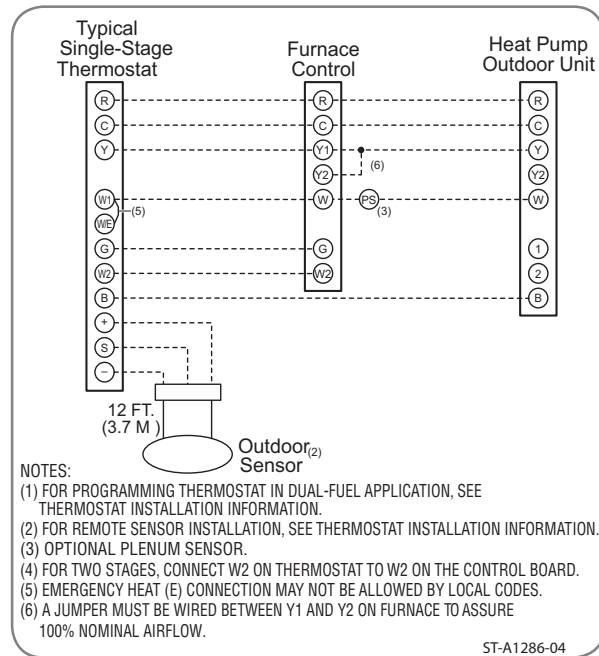 Typical
Single-Stage
Thermostat
Furnace
Control
Heat Pump
Outdoor Unit
R R R
C C C
Y Y1 Y
(6)
Y2 Y2
W1 W PS W
(5) (3)
W/E
G G 1
W2 W2 2
B B
+
S
–
12 FT.
(3.7 M )
Outdoor(2)
Sensor
NOTES:
(1) FOR PROGRAMMING THERMOSTAT IN DUAL-FUEL APPLICATION, SEE
THERMOSTAT INSTALLATION INFORMATION.
(2) FOR REMOTE SENSOR INSTALLATION, SEE THERMOSTAT INSTALLATION INFORMATION.
(3) OPTIONAL PLENUM SENSOR.
(4) FOR TWO STAGES, CONNECT W2 ON THERMOSTAT TO W2 ON THE CONTROL BOARD.
(5) EMERGENCY HEAT (E) CONNECTION MAY NOT BE ALLOWED BY LOCAL CODES.
(6) A JUMPER MUST BE WIRED BETWEEN Y1 AND Y2 ON FURNACE TO ASSURE
100% NOMINAL AIRFLOW.
ST-A1286-04